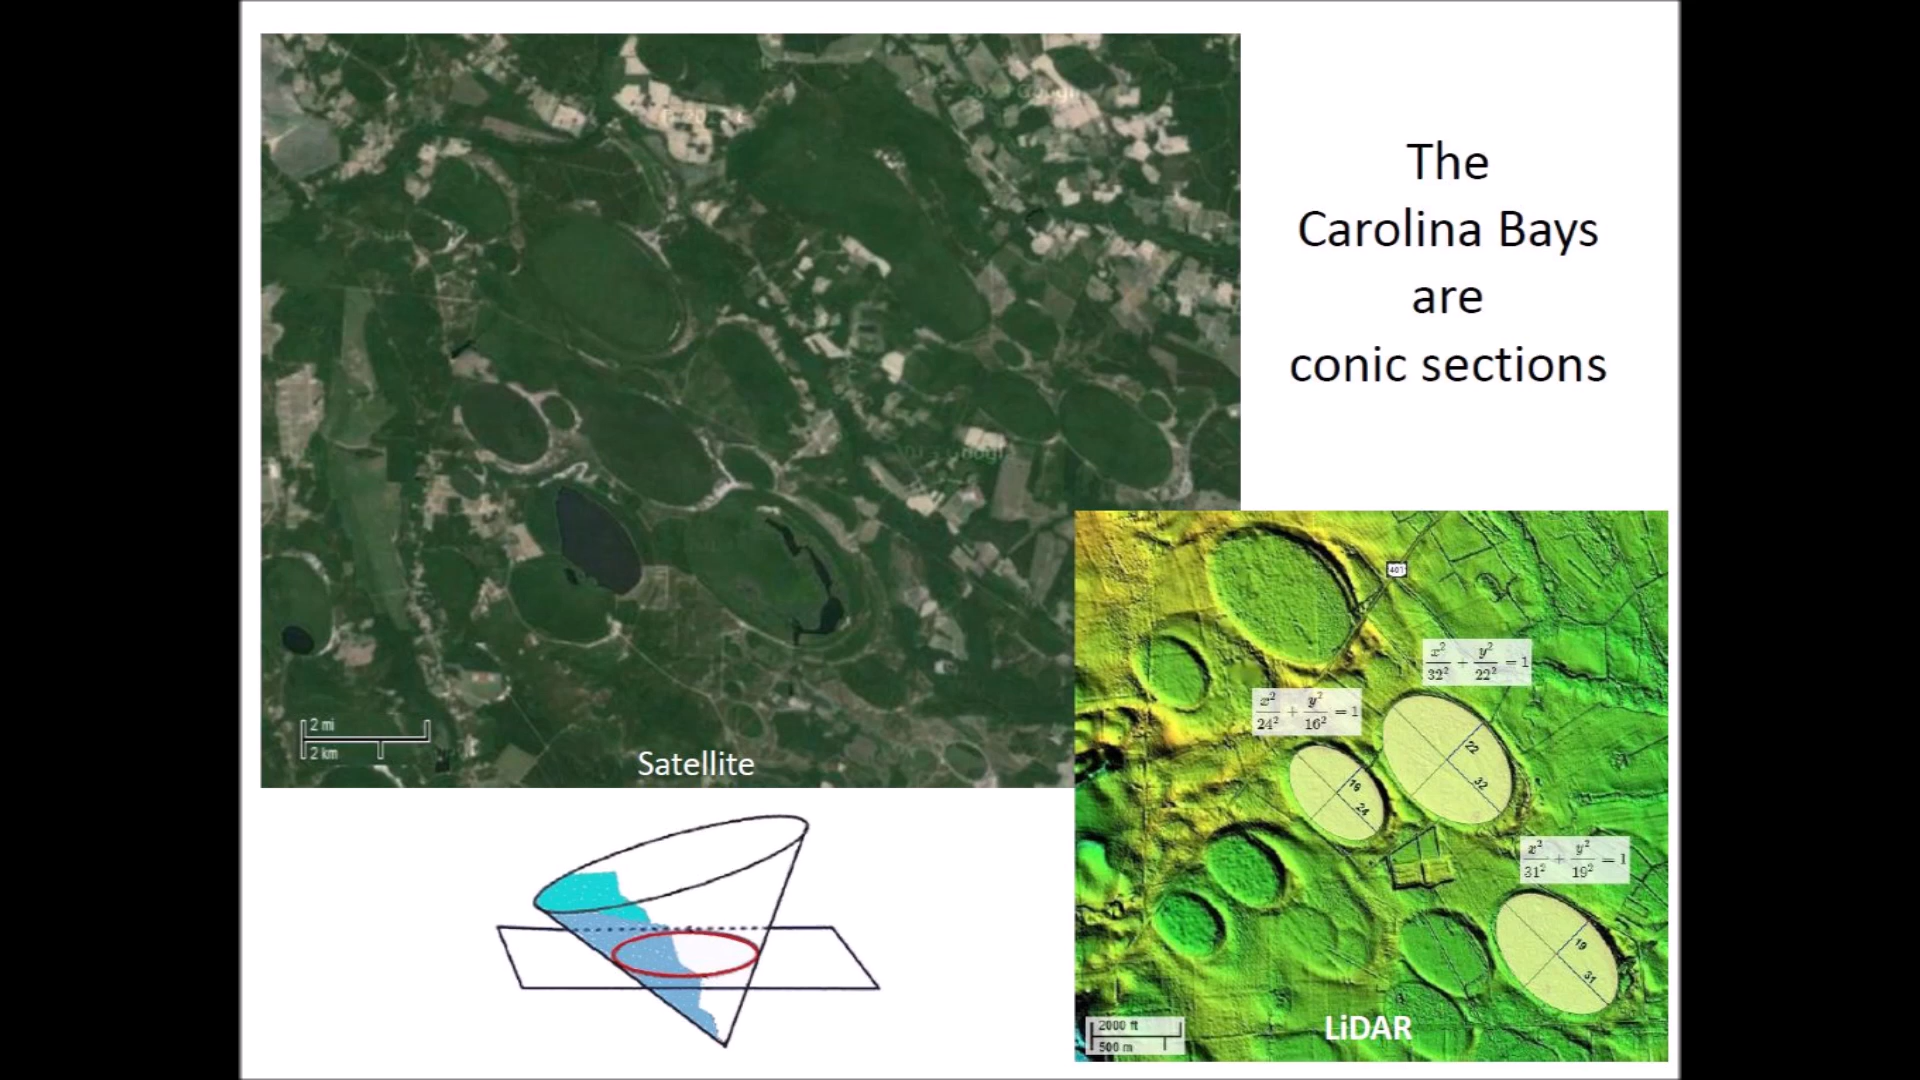 The
Carolina Bays
are
conic sections
2 mi
2 km
Satellite
401
x²/32² + y²/22² = 1
x²/24² + y²/16² = 1
22
32
16
24
x²/31² + y²/19² = 1
19
31
2000 ft
500 m
LiDAR